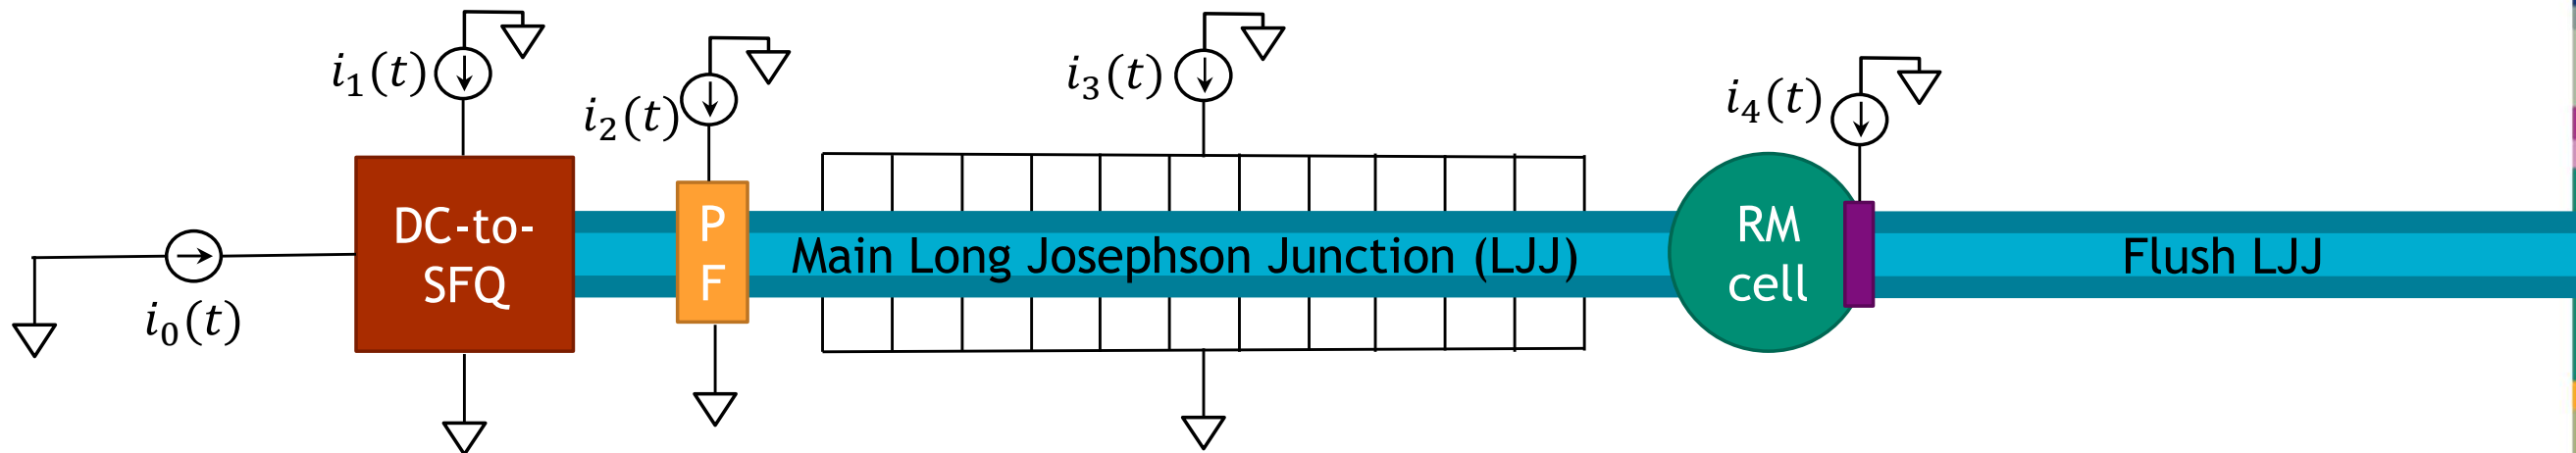 i₁(t)
i₂(t)
i₃(t)
i₄(t)
i₀(t)
DC-to-
SFQ
P
F
Main Long Josephson Junction (LJJ)
RM
cell
Flush LJJ